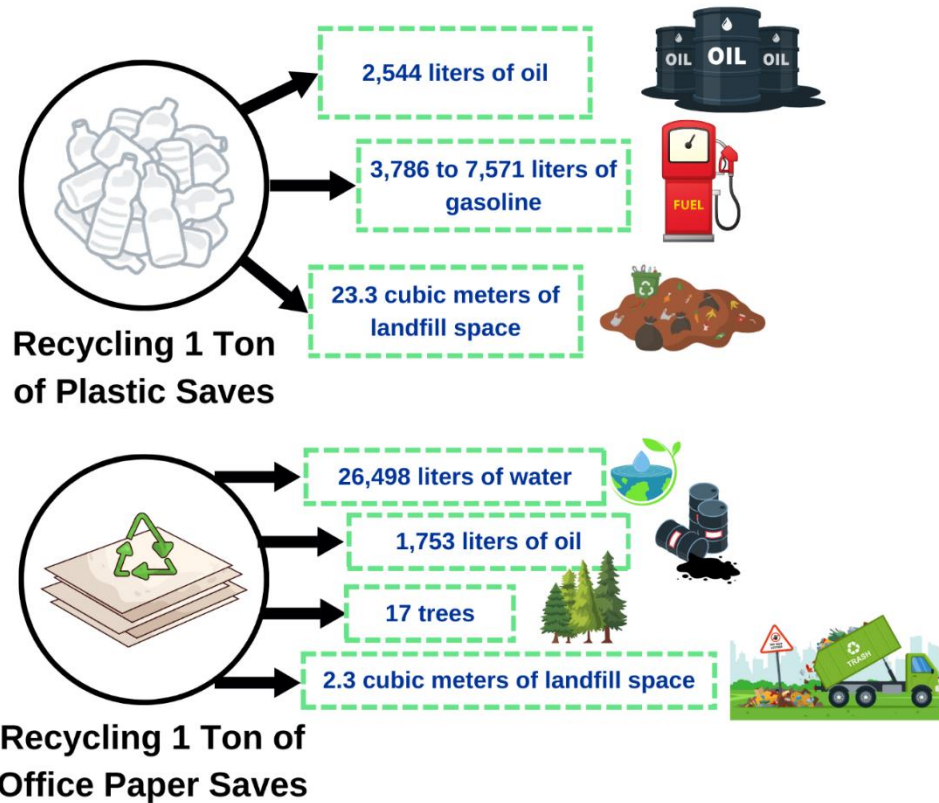 2,544 liters of oil
OIL
OIL
OIL
3,786 to 7,571 liters of
gasoline
FUEL
23.3 cubic meters of
landfill space
Recycling 1 Ton
of Plastic Saves
26,498 liters of water
1,753 liters of oil
17 trees
2.3 cubic meters of landfill space
TRASH
Recycling 1 Ton of
Office Paper Saves